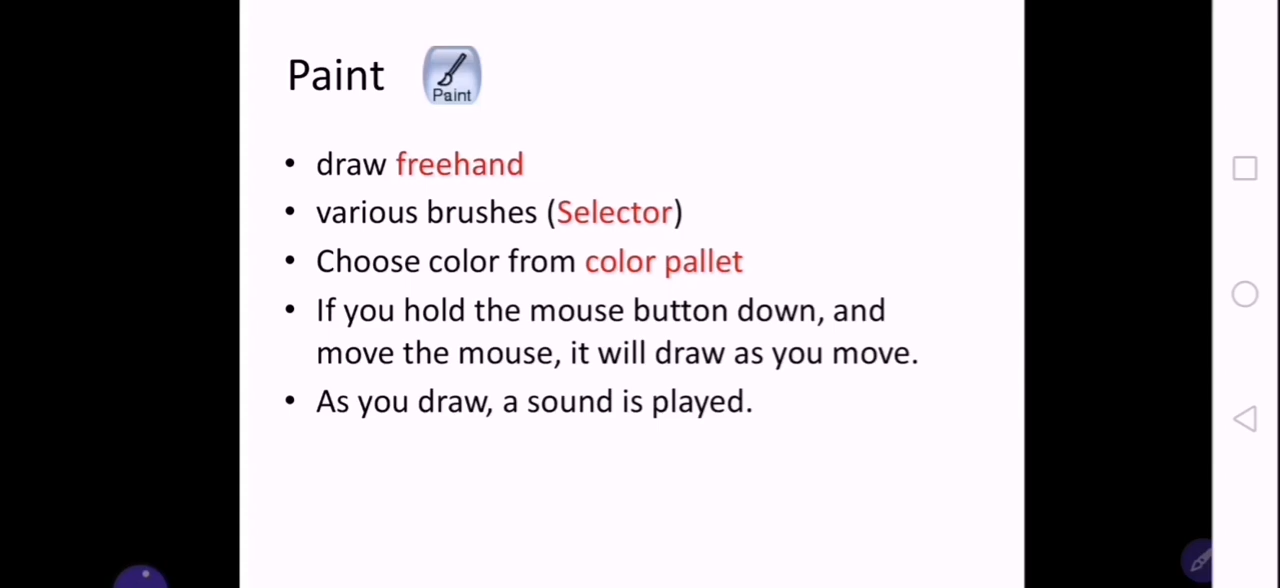 Paint
Paint
• draw freehand
• various brushes (Selector)
• Choose color from color pallet
• If you hold the mouse button down, and
move the mouse, it will draw as you move.
• As you draw, a sound is played.